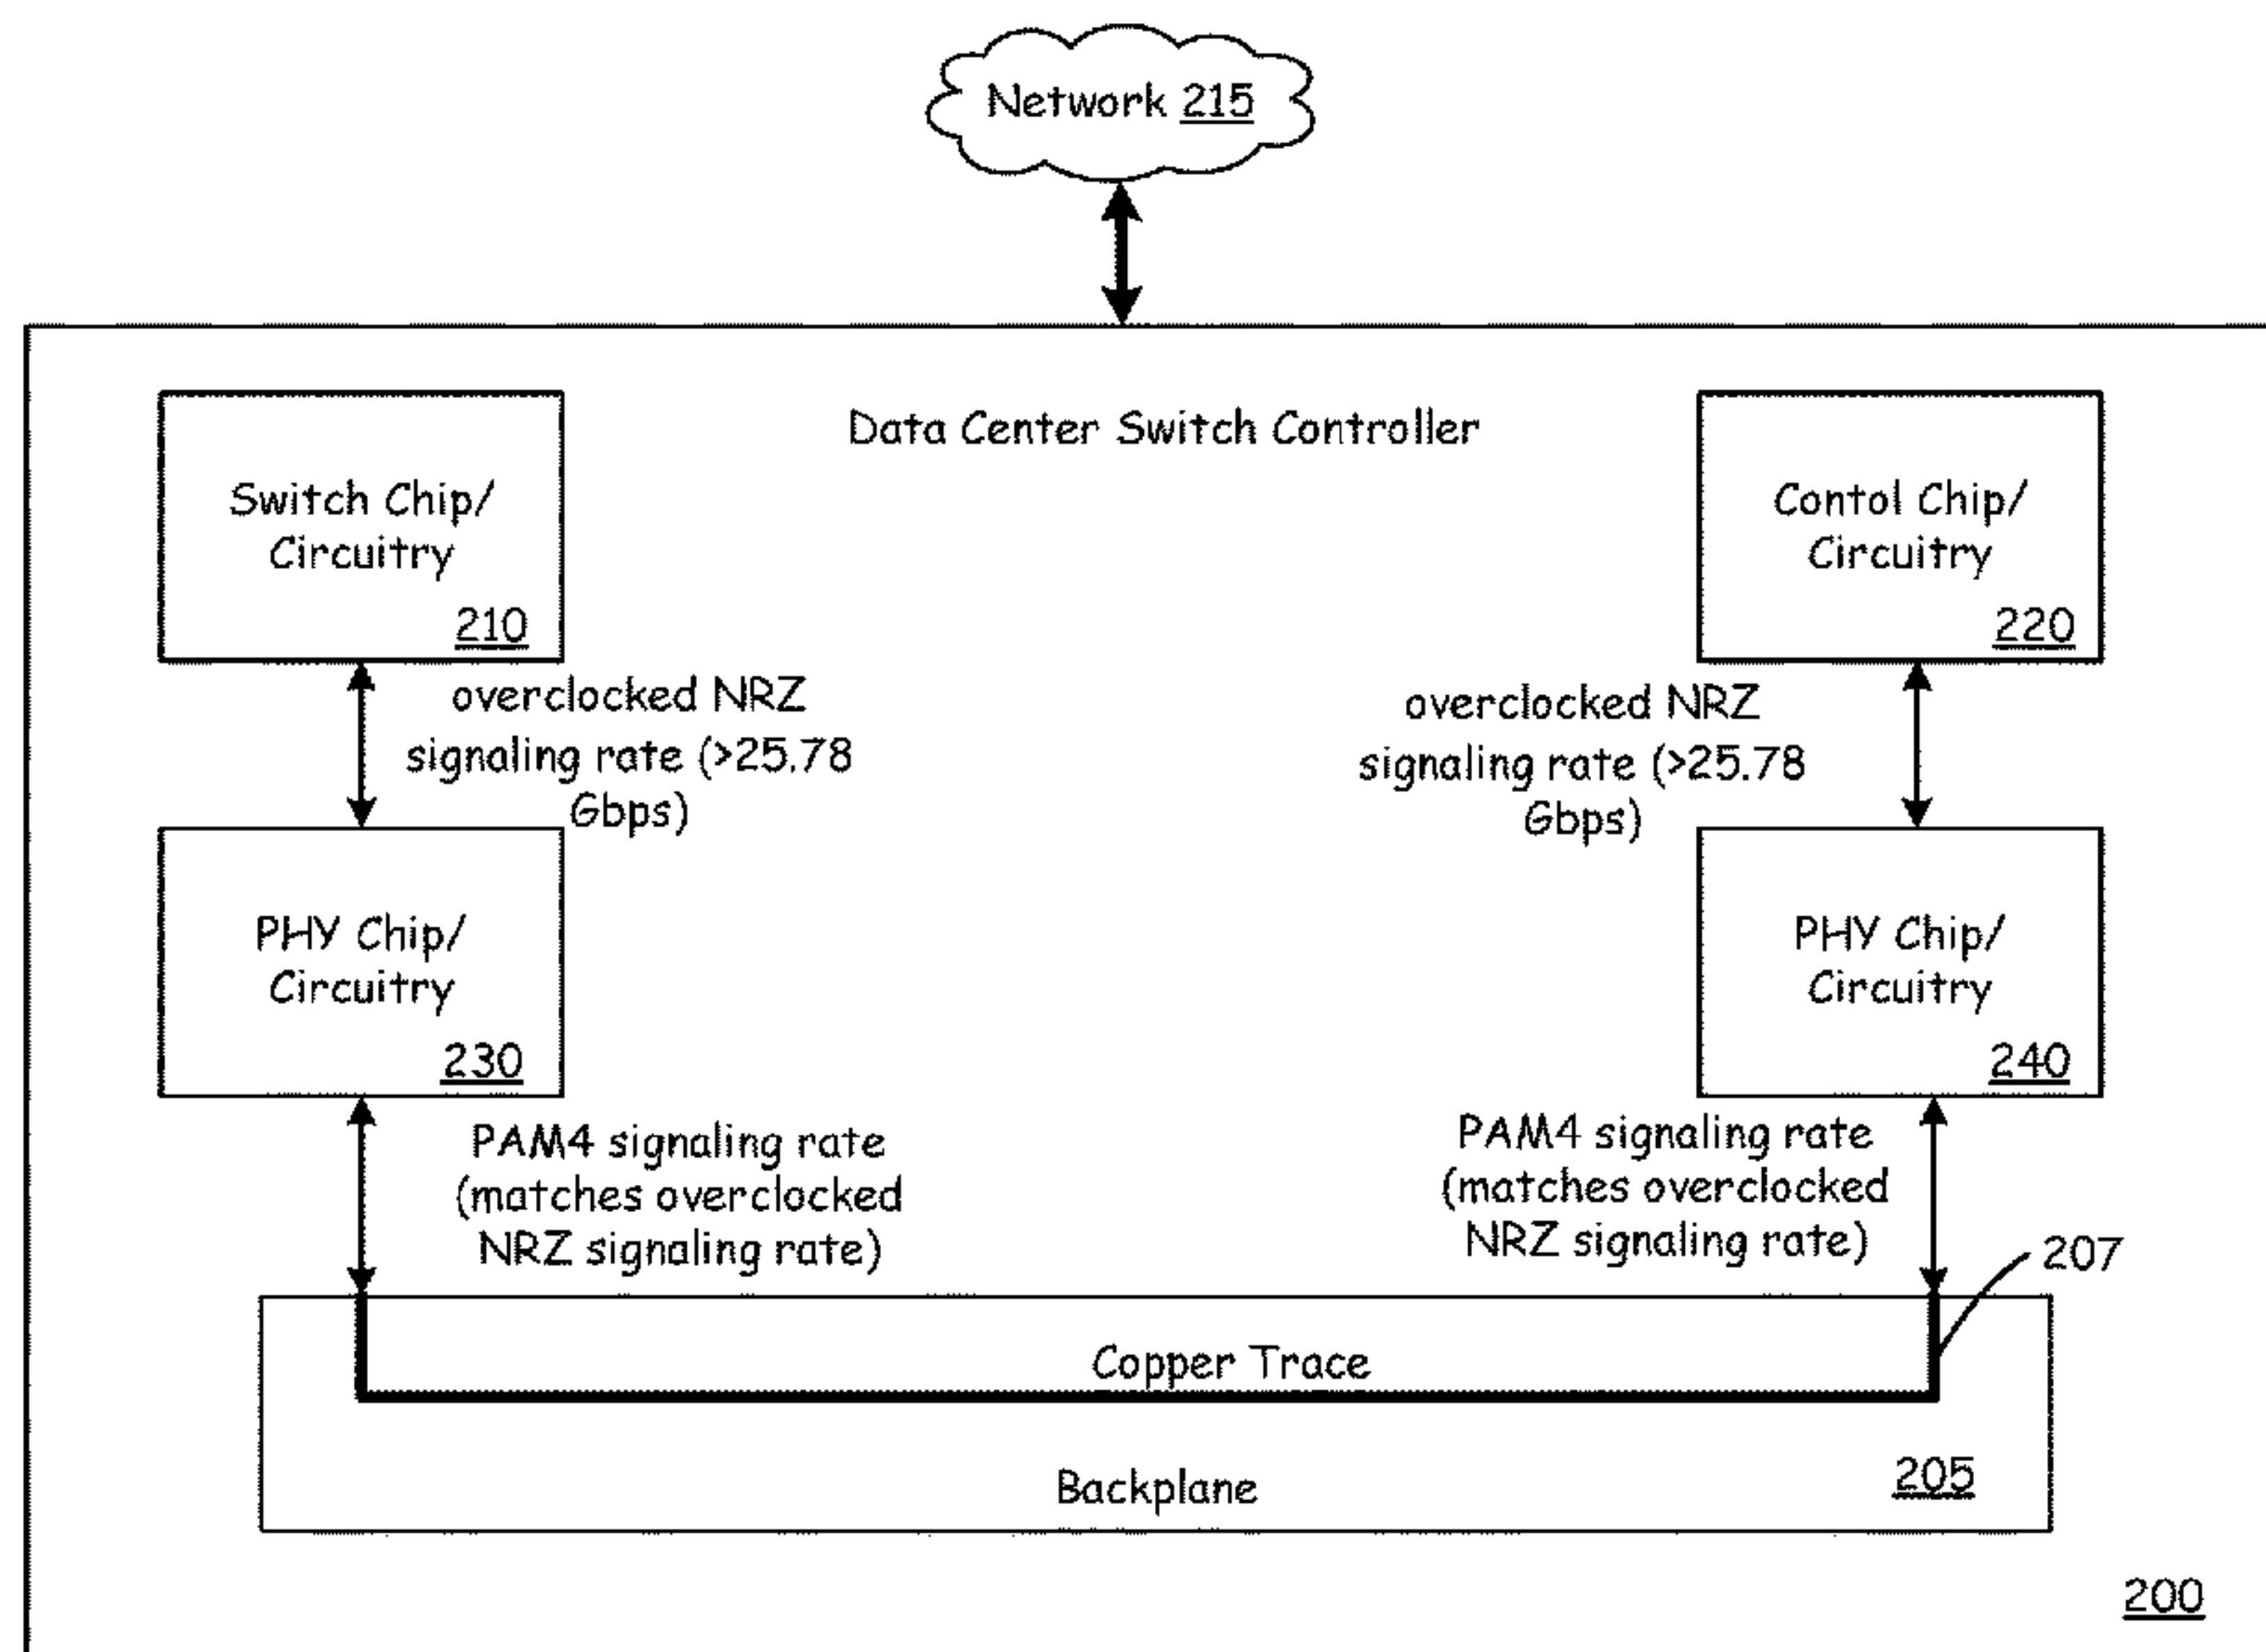 Network 215
Data Center Switch Controller
Switch Chip/
Circuitry
210
Contol Chip/
Circuitry
220
overclocked NRZ
signaling rate (>25.78
Gbps)
overclocked NRZ
signaling rate (>25.78
Gbps)
PHY Chip/
Circuitry
230
PHY Chip/
Circuitry
240
PAM4 signaling rate
(matches overclocked
NRZ signaling rate)
PAM4 signaling rate
(matches overclocked
NRZ signaling rate)
207
Copper Trace
Backplane
205
200